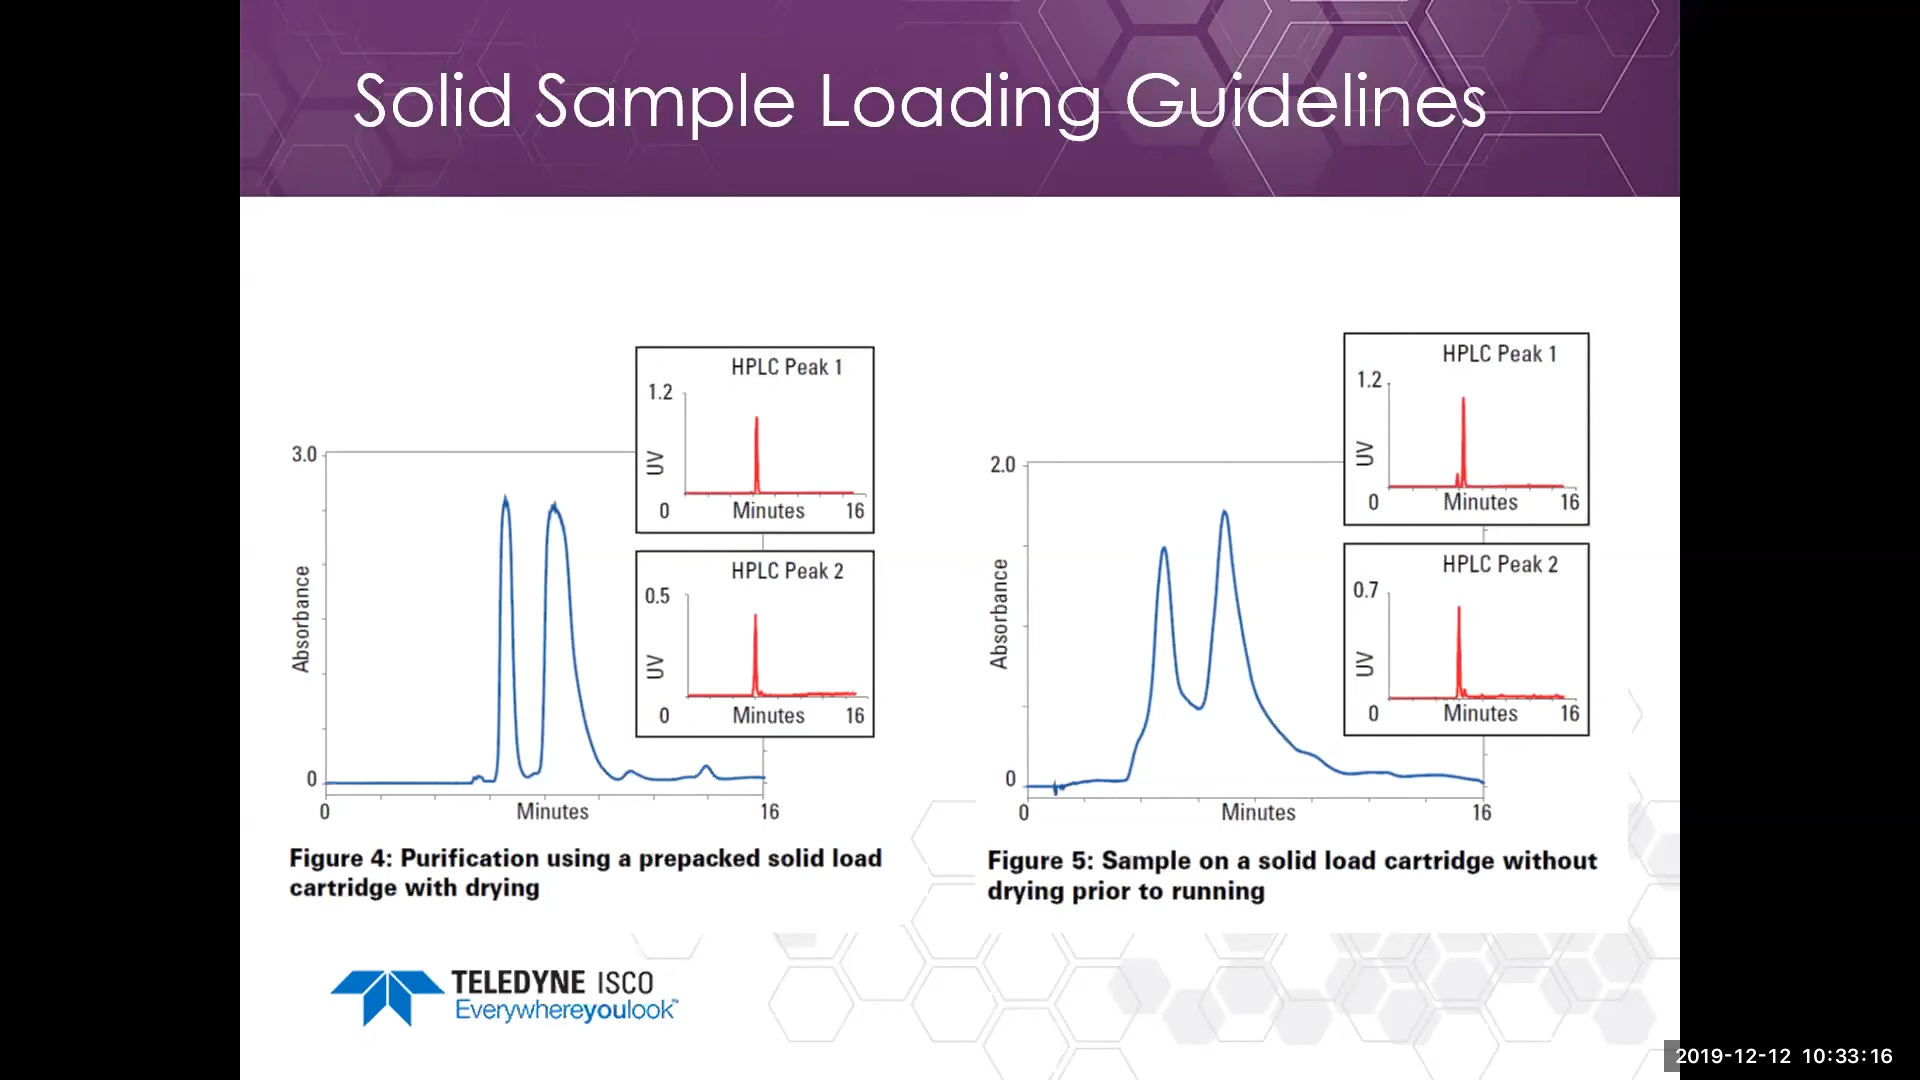 Solid Sample Loading Guidelines
HPLC Peak 1
1.2
UV
0
Minutes
16
HPLC Peak 2
0.5
UV
0
Minutes
16
3.0
Absorbance
0
0
Minutes
16
Figure 4: Purification using a prepacked solid load
cartridge with drying
HPLC Peak 1
1.2
UV
0
Minutes
16
HPLC Peak 2
0.7
UV
0
Minutes
16
2.0
Absorbance
0
0
Minutes
16
Figure 5: Sample on a solid load cartridge without
drying prior to running
TELEDYNE ISCO
Everywhereyoulook™
2019-12-12 10:33:16